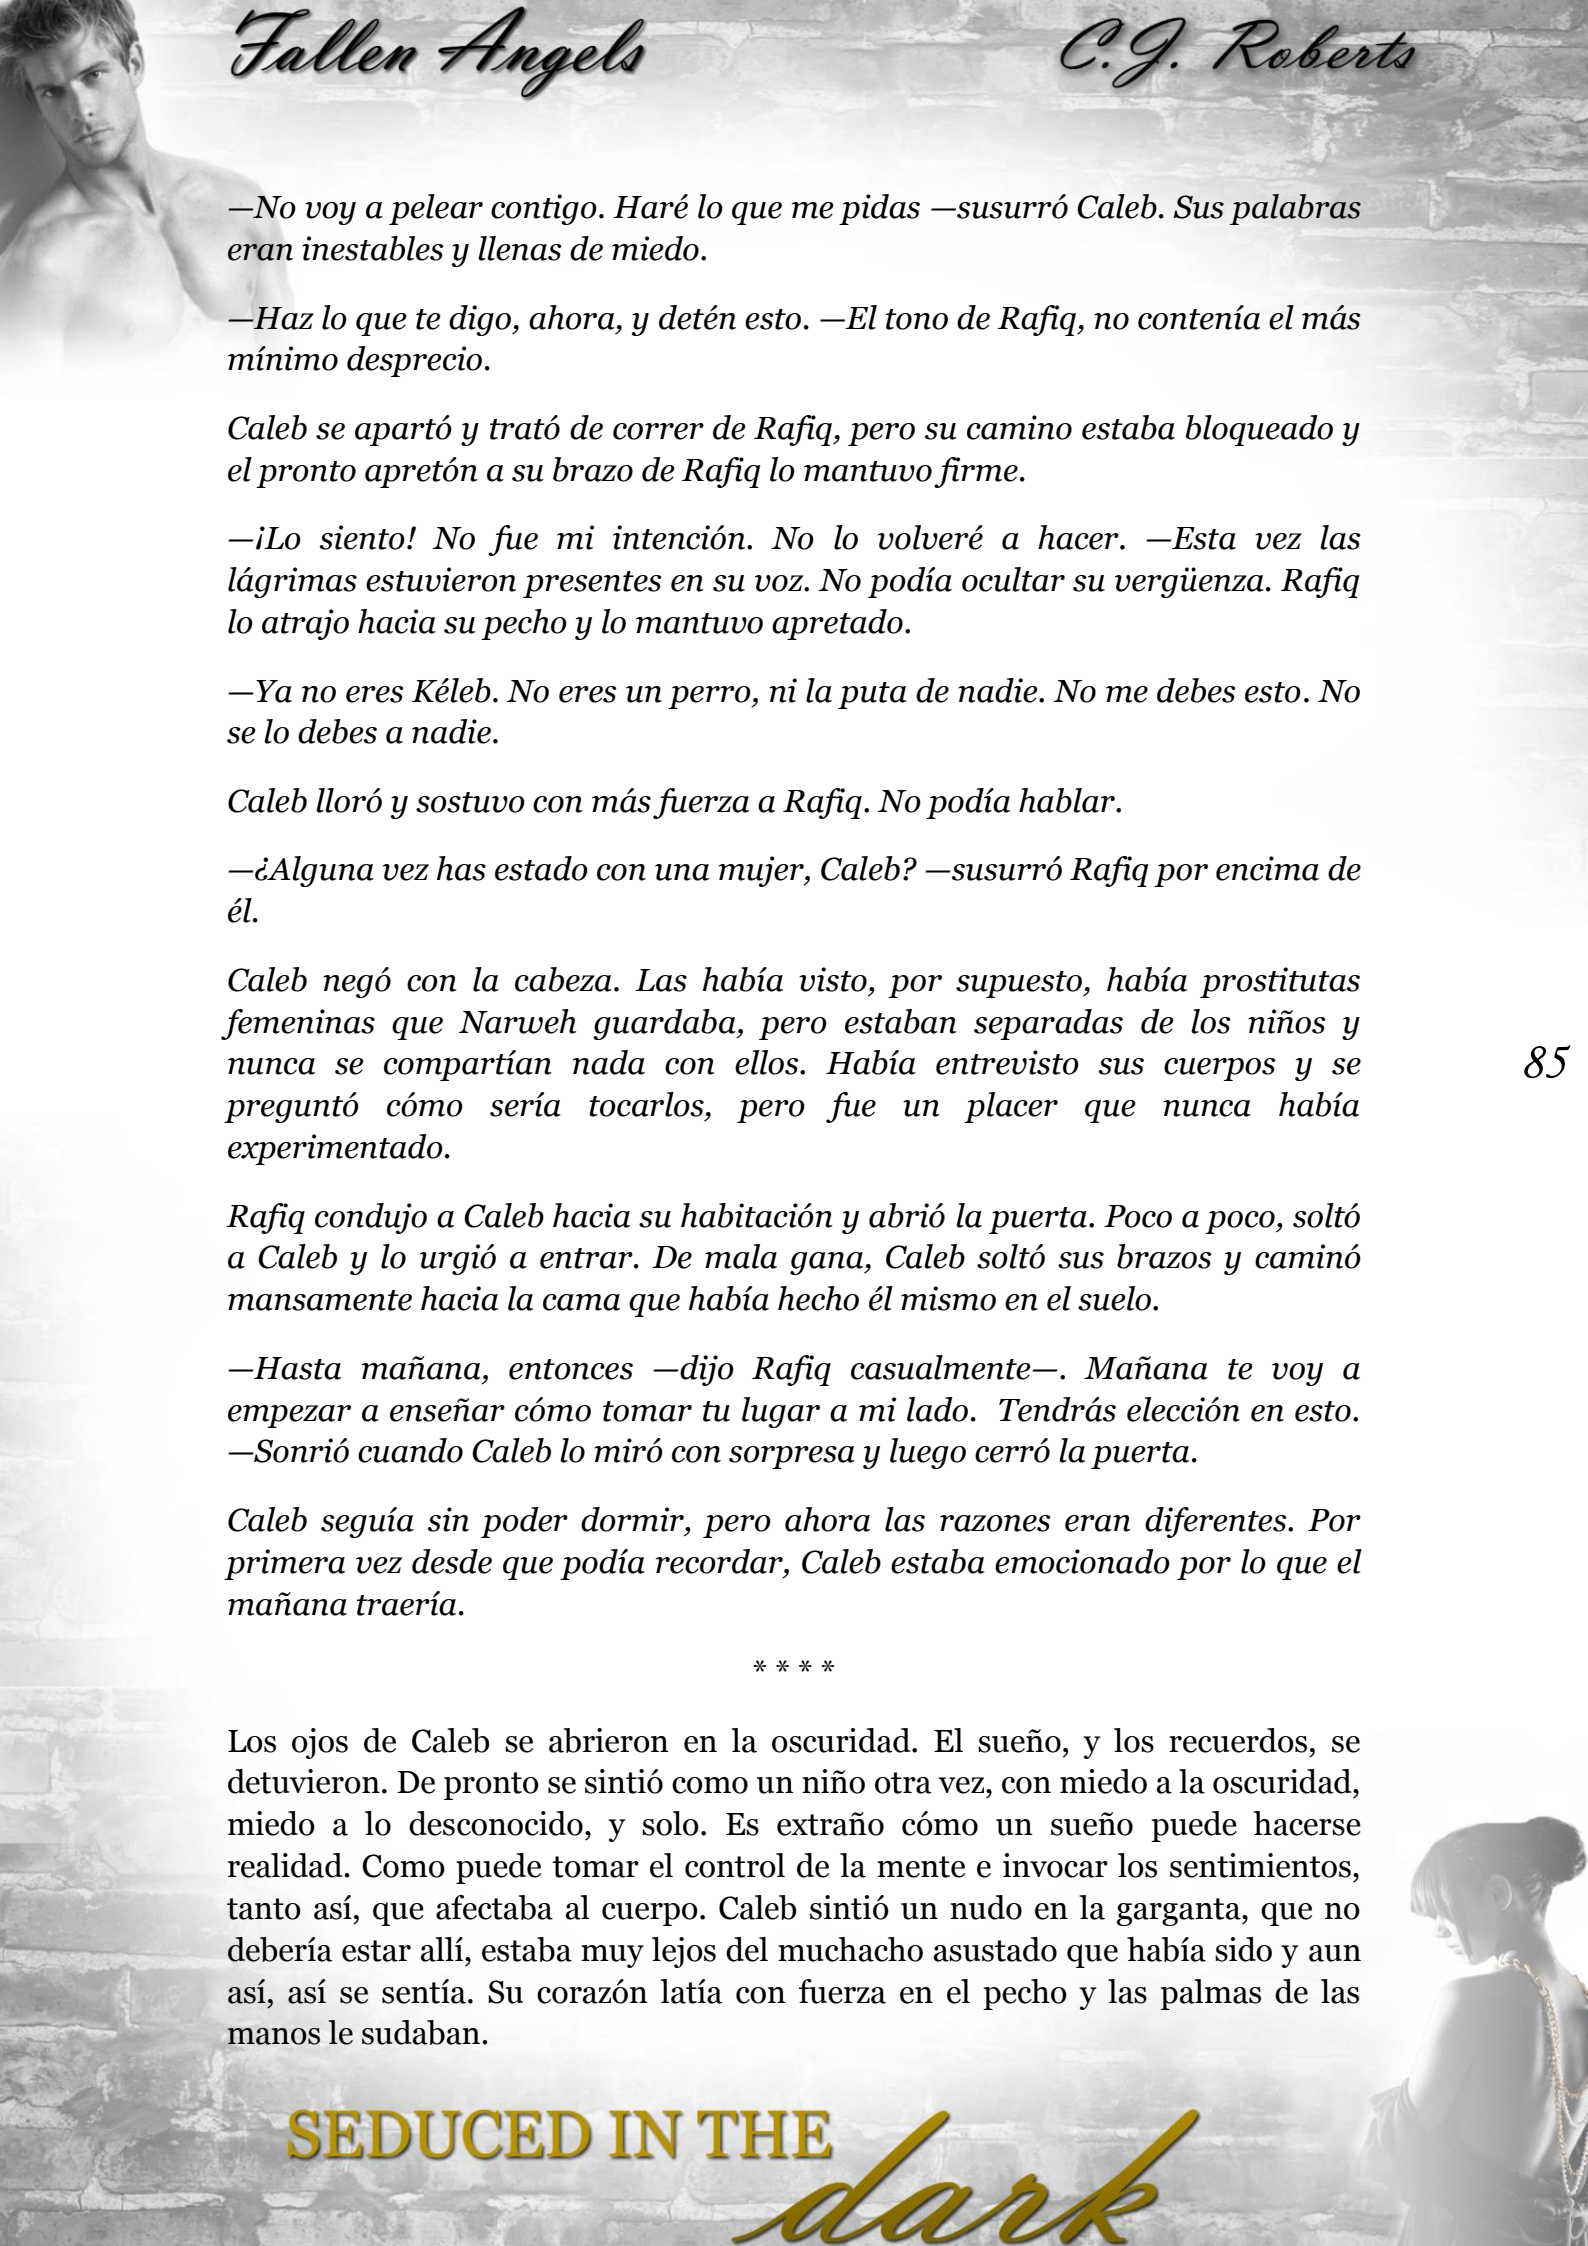 Fallen Angels C.J. Roberts
—No voy a pelear contigo. Haré lo que me pidas —susurró Caleb. Sus palabras
eran inestables y llenas de miedo.
—Haz lo que te digo, ahora, y detén esto. —El tono de Rafiq, no contenía el más
mínimo desprecio.
Caleb se apartó y trató de correr de Rafiq, pero su camino estaba bloqueado y
el pronto apretón a su brazo de Rafiq lo mantuvo firme.
—¡Lo siento! No fue mi intención. No lo volveré a hacer. —Esta vez las
lágrimas estuvieron presentes en su voz. No podía ocultar su vergüenza. Rafiq
lo atrajo hacia su pecho y lo mantuvo apretado.
—Ya no eres Kéleb. No eres un perro, ni la puta de nadie. No me debes esto. No
se lo debes a nadie.
Caleb lloró y sostuvo con más fuerza a Rafiq. No podía hablar.
—¿Alguna vez has estado con una mujer, Caleb? —susurró Rafiq por encima de
él.
Caleb negó con la cabeza. Las había visto, por supuesto, había prostitutas
femeninas que Narweh guardaba, pero estaban separadas de los niños y
nunca se compartían nada con ellos. Había entrevisto sus cuerpos y se
preguntó cómo sería tocarlos, pero fue un placer que nunca había
experimentado.
85
Rafiq condujo a Caleb hacia su habitación y abrió la puerta. Poco a poco, soltó
a Caleb y lo urgió a entrar. De mala gana, Caleb soltó sus brazos y caminó
mansamente hacia la cama que había hecho él mismo en el suelo.
—Hasta mañana, entonces —dijo Rafiq casualmente—. Mañana te voy a
empezar a enseñar cómo tomar tu lugar a mi lado. Tendrás elección en esto.
—Sonrió cuando Caleb lo miró con sorpresa y luego cerró la puerta.
Caleb seguía sin poder dormir, pero ahora las razones eran diferentes. Por
primera vez desde que podía recordar, Caleb estaba emocionado por lo que el
mañana traería.
* * * *
Los ojos de Caleb se abrieron en la oscuridad. El sueño, y los recuerdos, se
detuvieron. De pronto se sintió como un niño otra vez, con miedo a la oscuridad,
miedo a lo desconocido, y solo. Es extraño cómo un sueño puede hacerse
realidad. Como puede tomar el control de la mente e invocar los sentimientos,
tanto así, que afectaba al cuerpo. Caleb sintió un nudo en la garganta, que no
debería estar allí, estaba muy lejos del muchacho asustado que había sido y aun
así, así se sentía. Su corazón latía con fuerza en el pecho y las palmas de las
manos le sudaban.
SEDUCED IN THE
dark